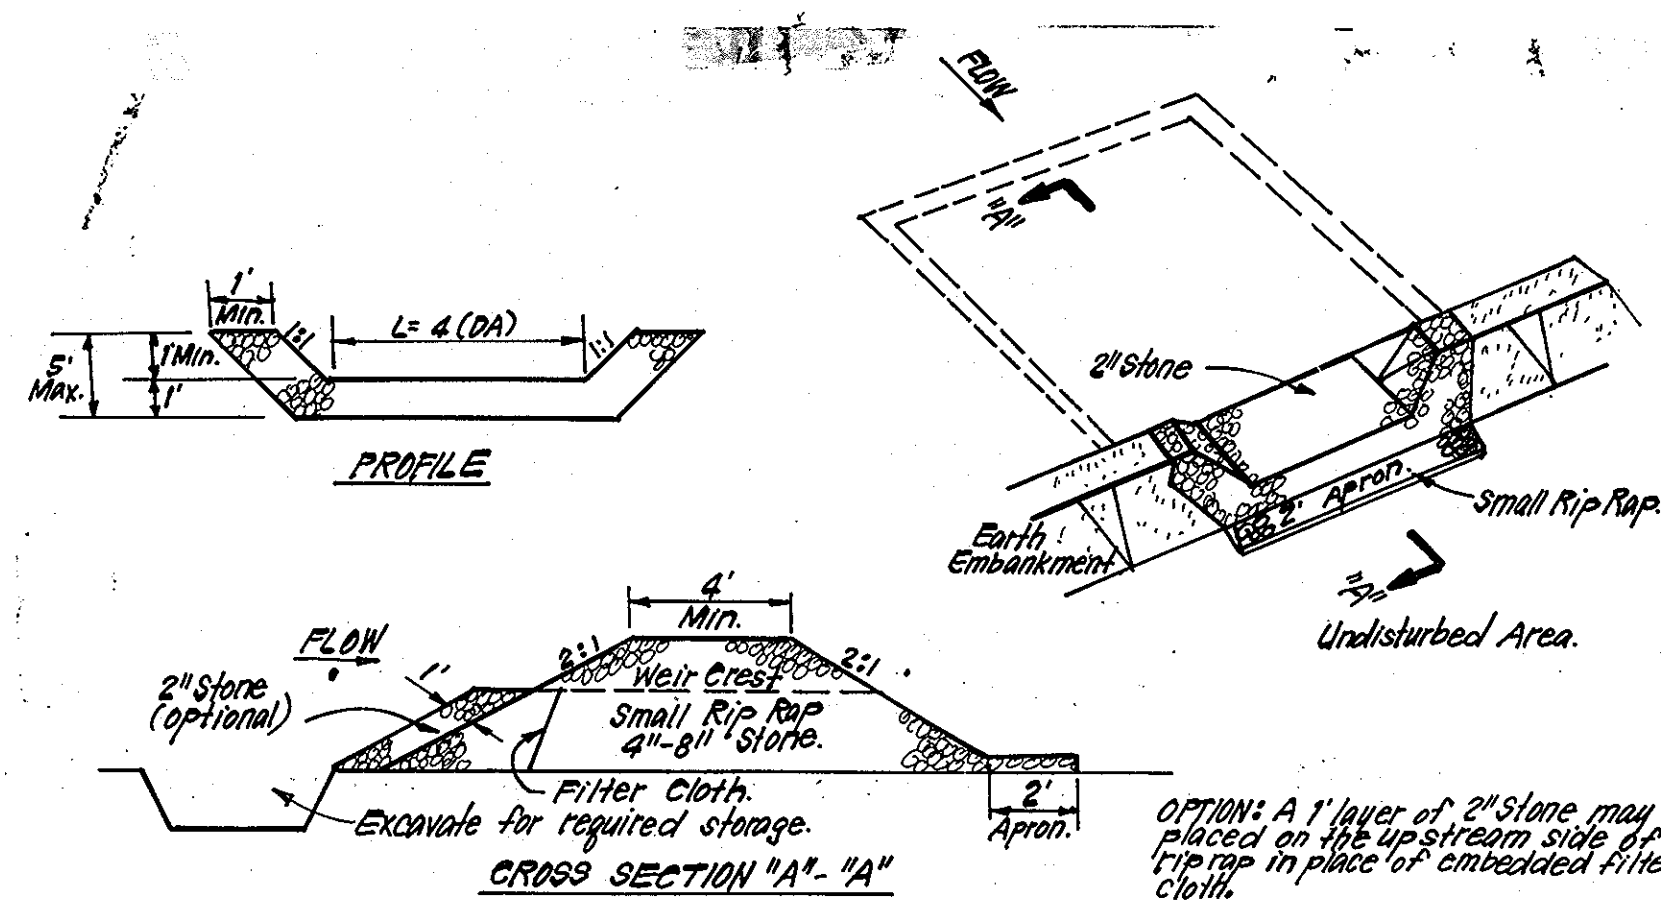 FLOW
"A"
1'
Min.
1:1
L= 4 (DA)
1:1
5'
Max.
1' Min.
1'
PROFILE
2" Stone
2' Apron.
Small Rip Rap.
Earth
Embankment
"A"
Undisturbed Area.
4'
Min.
FLOW
1'
2:1
2:1
2" Stone
(optional)
Weir Crest
Small Rip Rap
4"-8" Stone.
Filter Cloth.
Excavate for required storage.
2'
Apron.
CROSS SECTION "A"- "A"
OPTION: A 1' layer of 2" Stone may
placed on the upstream side of
rip rap in place of embedded filte
cloth.